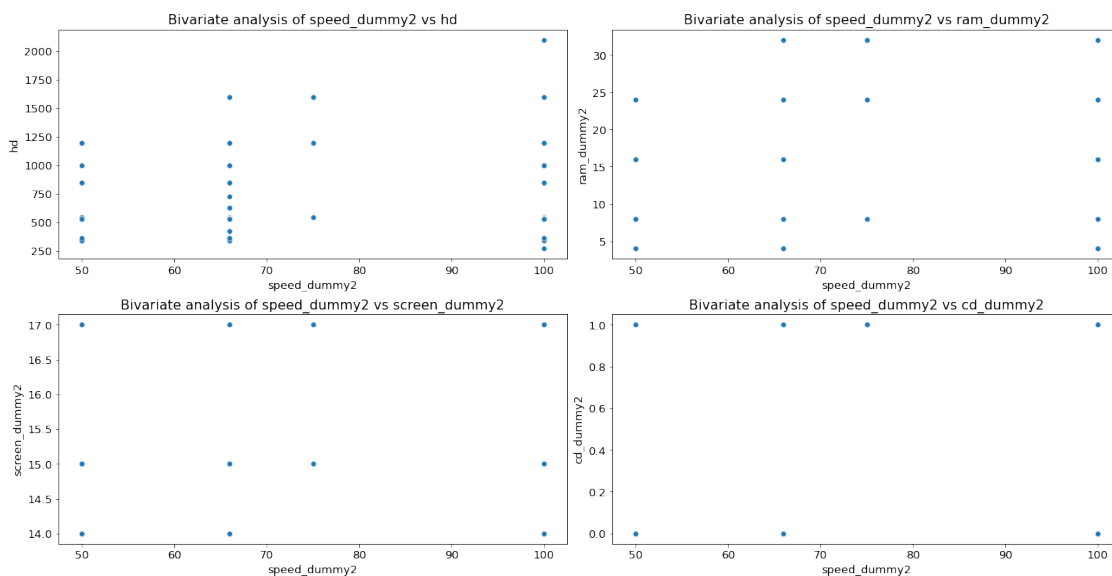 Bivariate analysis of speed_dummy2 vs hd
2000
1750
1500
1250
1000
750
500
250
hd
50 60 70 80 90 100
speed_dummy2
Bivariate analysis of speed_dummy2 vs ram_dummy2
30
25
20
15
10
5
ram_dummy2
50 60 70 80 90 100
speed_dummy2
Bivariate analysis of speed_dummy2 vs screen_dummy2
17.0
16.5
16.0
15.5
15.0
14.5
14.0
screen_dummy2
50 60 70 80 90 100
speed_dummy2
Bivariate analysis of speed_dummy2 vs cd_dummy2
1.0
0.8
0.6
0.4
0.2
0.0
cd_dummy2
50 60 70 80 90 100
speed_dummy2